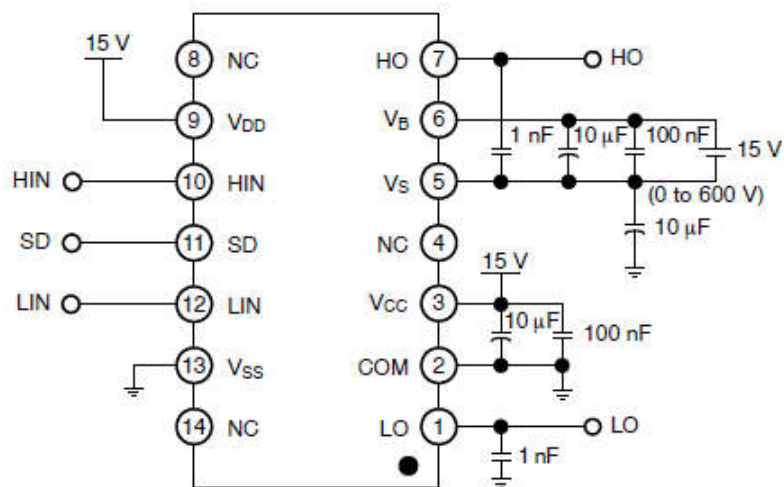 15 V
8 NC HO 7 HO
9 VDD VB 6
1 nF 10 μF 100 nF 15 V
HIN 10 HIN VS 5
(0 to 600 V)
SD 11 SD NC 4
10 μF
15 V
LIN 12 LIN VCC 3
10 μF 100 nF
13 VSS COM 2
14 NC LO 1 LO
1 nF